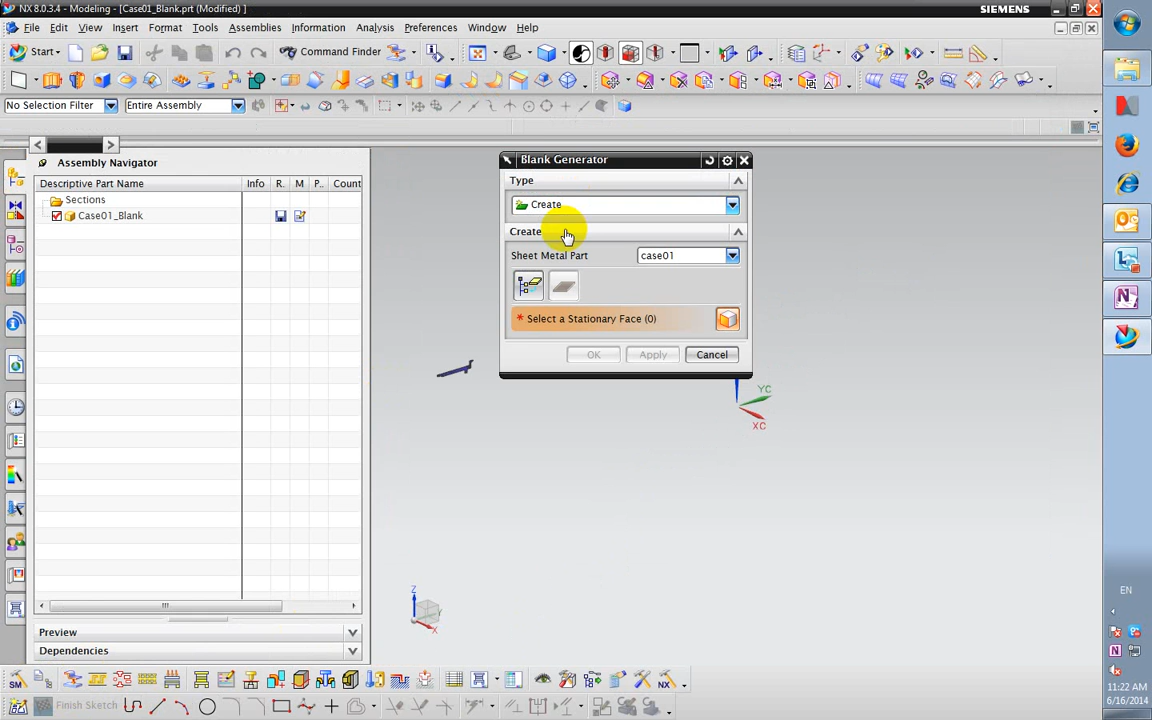 NX 8.0.3.4 - Modeling - [Case01_Blank.prt (Modified) ]
SIEMENS
File Edit View Insert Format Tools Assemblies Information Analysis Preferences Window Help
Start
Command Finder
No Selection Filter
Entire Assembly
Assembly Navigator
Descriptive Part Name Info R. M P.. Count
Sections
Case01_Blank
Blank Generator
Type
Create
Create
Sheet Metal Part case01
* Select a Stationary Face (0)
OK Apply Cancel
YC
XC
Z
Y
X
Preview
Dependencies
Finish Sketch
SM
NX
EN
11:22 AM
6/16/2014